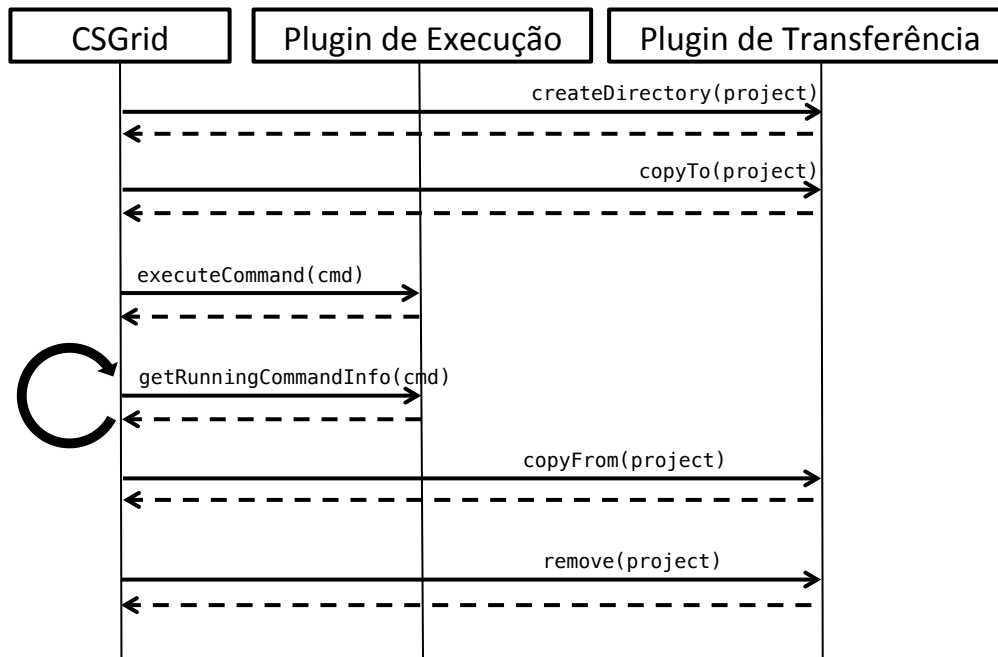 CSGrid
Plugin de Execução
Plugin de Transferência
createDirectory(project)
copyTo(project)
executeCommand(cmd)
getRunningCommandInfo(cmd)
copyFrom(project)
remove(project)